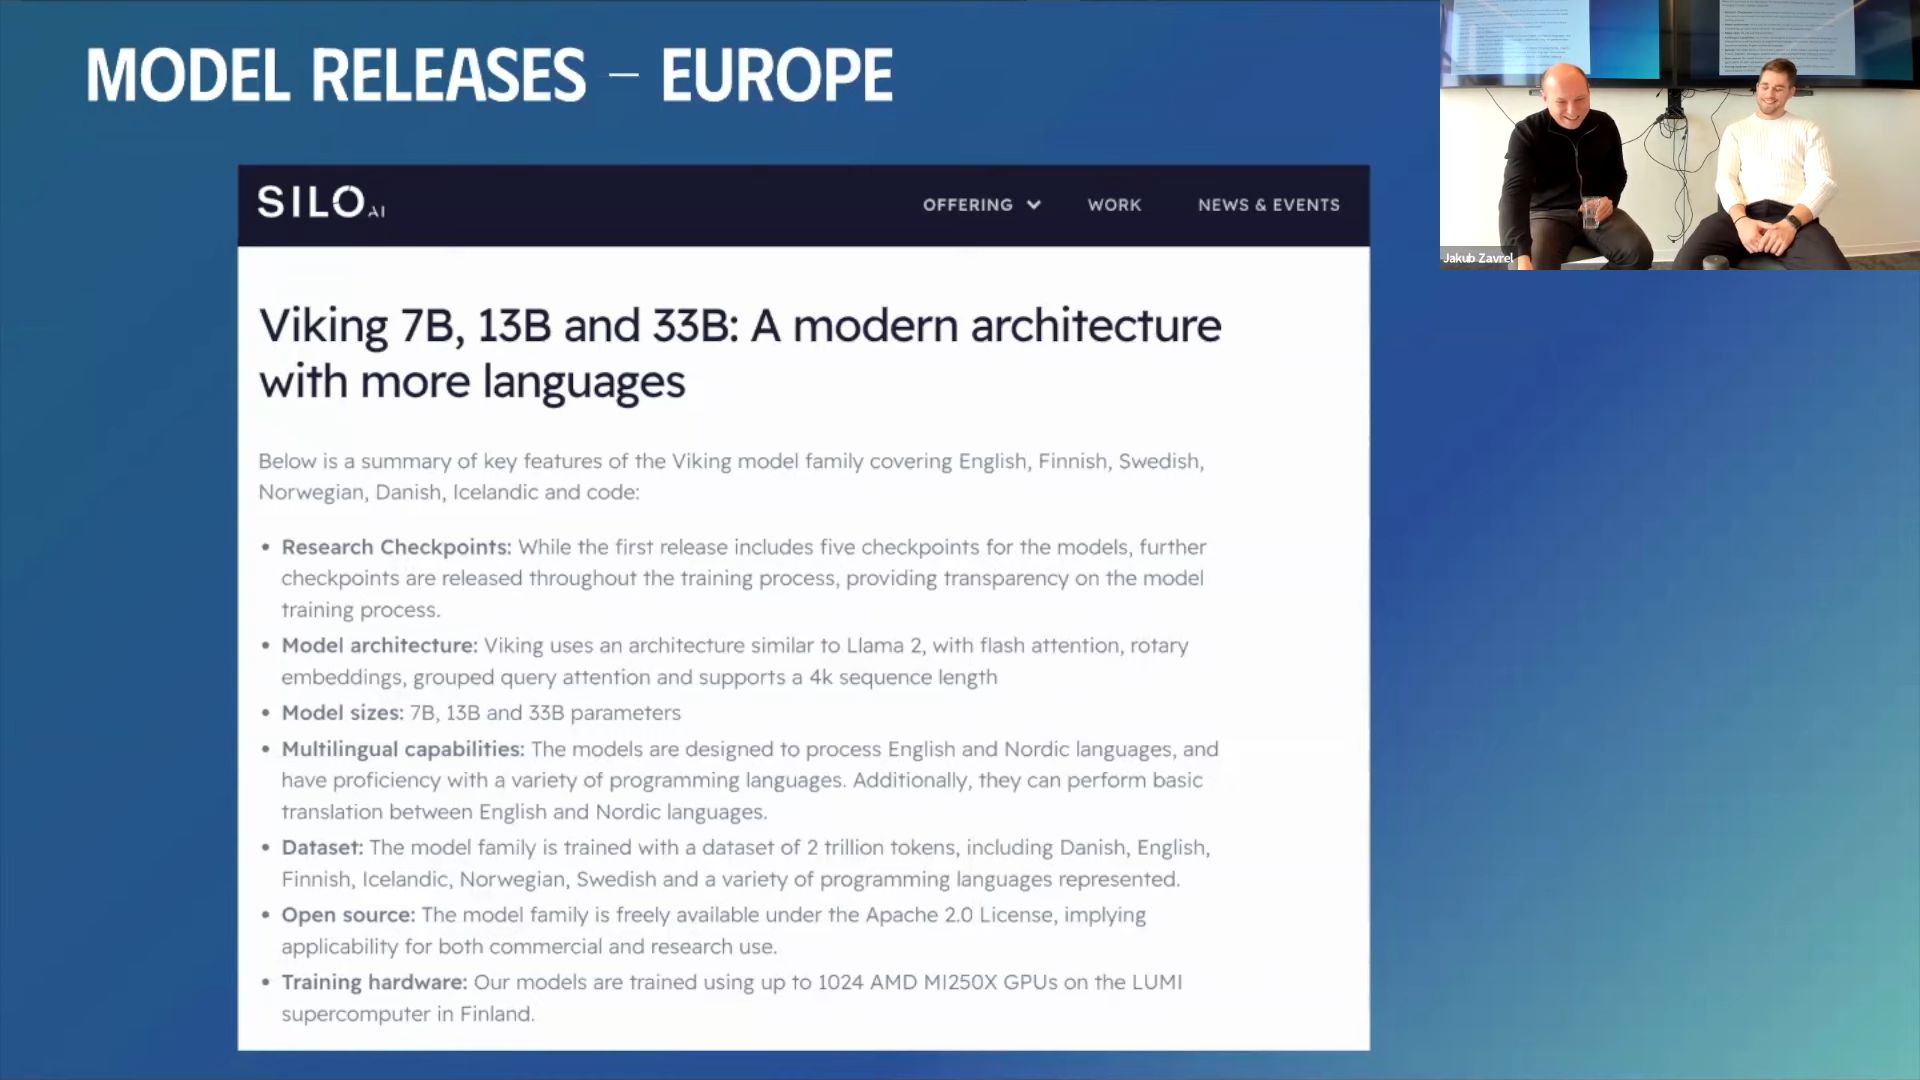 MODEL RELEASES – EUROPE
SILO AI
OFFERING
WORK
NEWS & EVENTS
Viking 7B, 13B and 33B: A modern architecture
with more languages
Below is a summary of key features of the Viking model family covering English, Finnish, Swedish,
Norwegian, Danish, Icelandic and code:
• Research Checkpoints: While the first release includes five checkpoints for the models, further
checkpoints are released throughout the training process, providing transparency on the model
training process.
• Model architecture: Viking uses an architecture similar to Llama 2, with flash attention, rotary
embeddings, grouped query attention and supports a 4k sequence length
• Model sizes: 7B, 13B and 33B parameters
• Multilingual capabilities: The models are designed to process English and Nordic languages, and
have proficiency with a variety of programming languages. Additionally, they can perform basic
translation between English and Nordic languages.
• Dataset: The model family is trained with a dataset of 2 trillion tokens, including Danish, English,
Finnish, Icelandic, Norwegian, Swedish and a variety of programming languages represented.
• Open source: The model family is freely available under the Apache 2.0 License, implying
applicability for both commercial and research use.
• Training hardware: Our models are trained using up to 1024 AMD MI250X GPUs on the LUMI
supercomputer in Finland.
Jakub Zavrel